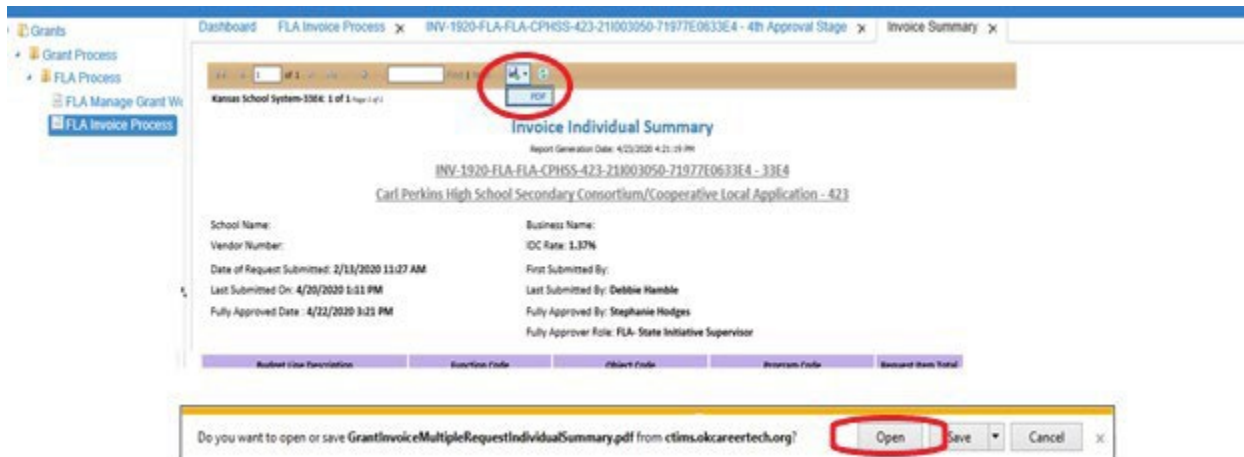 Dashboard FLA Invoice Process x INV-1920-FLA-FLA-CPHSS-423-21I003050-71977E0633E4 - 4th Approval Stage x Invoice Summary x
Grants
Grant Process
FLA Process
FLA Manage Grant Wo
FLA Invoice Process
1 of 1
PDF
Kansas School System-33E4: 1 of 1 Page 1 of 1
Invoice Individual Summary
Report Generation Date: 4/23/2020 4:21:19 PM
INV-1920-FLA-FLA-CPHSS-423-21I003050-71977E0633E4 - 33E4
Carl Perkins High School Secondary Consortium/Cooperative Local Application - 423
School Name: Business Name:
Vendor Number: IDC Rate: 1.37%
Date of Request Submitted: 2/13/2020 11:27 AM First Submitted By:
Last Submitted On: 4/20/2020 1:11 PM Last Submitted By: Debbie Hamble
Fully Approved Date : 4/22/2020 3:21 PM Fully Approved By: Stephanie Hodges
Fully Approver Role: FLA- State Initiative Supervisor
Budget Line Description Function Code Object Code Program Code Request Item Total
Do you want to open or save GrantInvoiceMultipleRequestIndividualSummary.pdf from ctims.okcareertech.org? Open Save Cancel x